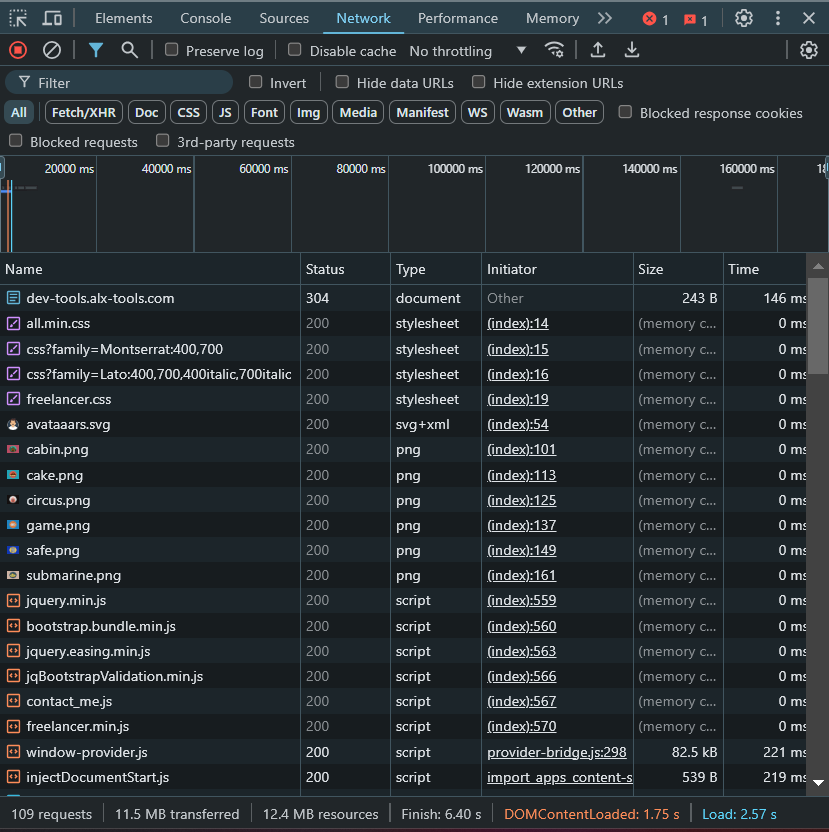 Elements Console Sources Network Performance Memory 1 1
Preserve log Disable cache No throttling
Filter Invert Hide data URLs Hide extension URLs
All Fetch/XHR Doc CSS JS Font Img Media Manifest WS Wasm Other Blocked response cookies
Blocked requests 3rd-party requests
20000 ms 40000 ms 60000 ms 80000 ms 100000 ms 120000 ms 140000 ms 160000 ms
Name Status Type Initiator Size Time
dev-tools.alx-tools.com 304 document Other 243 B 146 ms
all.min.css 200 stylesheet (index):14 (memory c... 0 ms
css?family=Montserrat:400,700 200 stylesheet (index):15 (memory c... 0 ms
css?family=Lato:400,700,400italic,700italic 200 stylesheet (index):16 (memory c... 0 ms
freelancer.css 200 stylesheet (index):19 (memory c... 0 ms
avataaars.svg 200 svg+xml (index):54 (memory c... 0 ms
cabin.png 200 png (index):101 (memory c... 0 ms
cake.png 200 png (index):113 (memory c... 0 ms
circus.png 200 png (index):125 (memory c... 0 ms
game.png 200 png (index):137 (memory c... 0 ms
safe.png 200 png (index):149 (memory c... 0 ms
submarine.png 200 png (index):161 (memory c... 0 ms
jquery.min.js 200 script (index):559 (memory c... 0 ms
bootstrap.bundle.min.js 200 script (index):560 (memory c... 0 ms
jquery.easing.min.js 200 script (index):563 (memory c... 0 ms
jqBootstrapValidation.min.js 200 script (index):566 (memory c... 0 ms
contact_me.js 200 script (index):567 (memory c... 0 ms
freelancer.min.js 200 script (index):570 (memory c... 0 ms
window-provider.js 200 script provider-bridge.js:298 82.5 kB 221 ms
injectDocumentStart.js 200 script import_apps_content-s 539 B 219 ms
109 requests 11.5 MB transferred 12.4 MB resources Finish: 6.40 s DOMContentLoaded: 1.75 s Load: 2.57 s